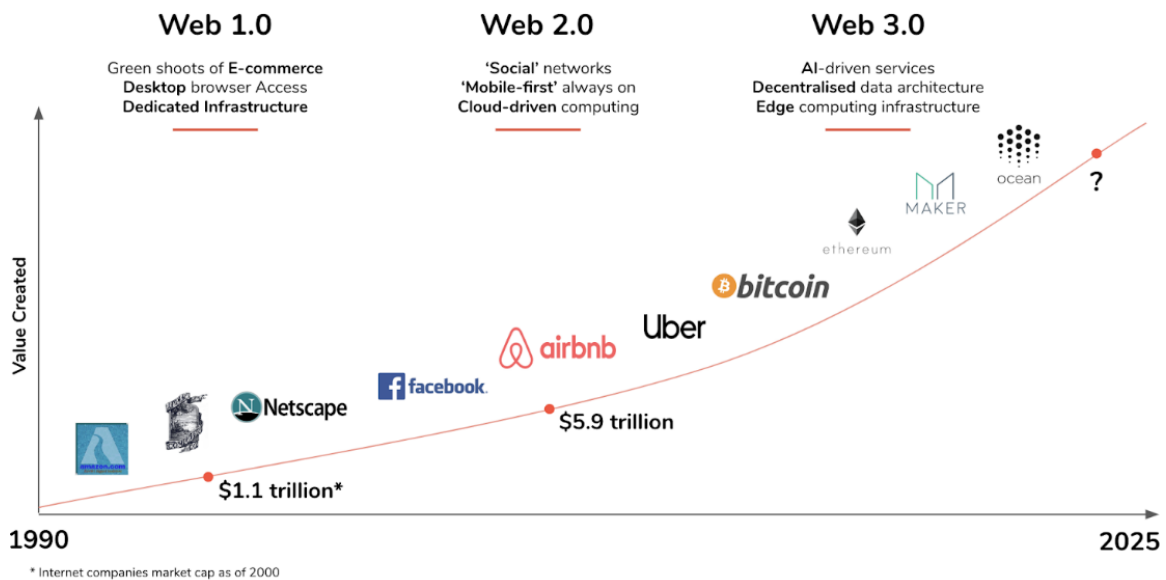 Web 1.0
Green shoots of E-commerce
Desktop browser Access
Dedicated Infrastructure
Web 2.0
‘Social’ networks
‘Mobile-first’ always on
Cloud-driven computing
Web 3.0
AI-driven services
Decentralised data architecture
Edge computing infrastructure
Value Created
amazon.com
Netscape
facebook.
airbnb
Uber
bitcoin
ethereum
MAKER
ocean
$1.1 trillion*
$5.9 trillion
?
1990
2025
* Internet companies market cap as of 2000